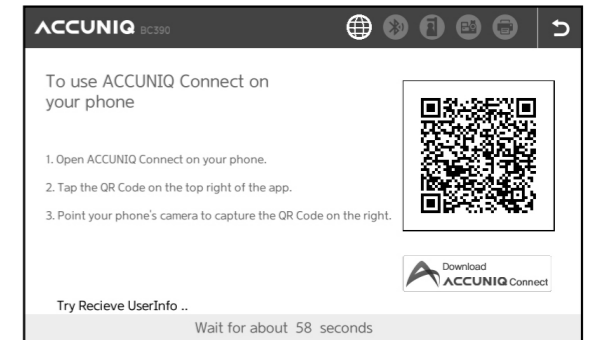 ACCUNIQ BC390
To use ACCUNIQ Connect on
your phone
1. Open ACCUNIQ Connect on your phone.
2. Tap the QR Code on the top right of the app.
3. Point your phone's camera to capture the QR Code on the right.
Download
ACCUNIQ Connect
Try Recieve UserInfo ..
Wait for about 58 seconds